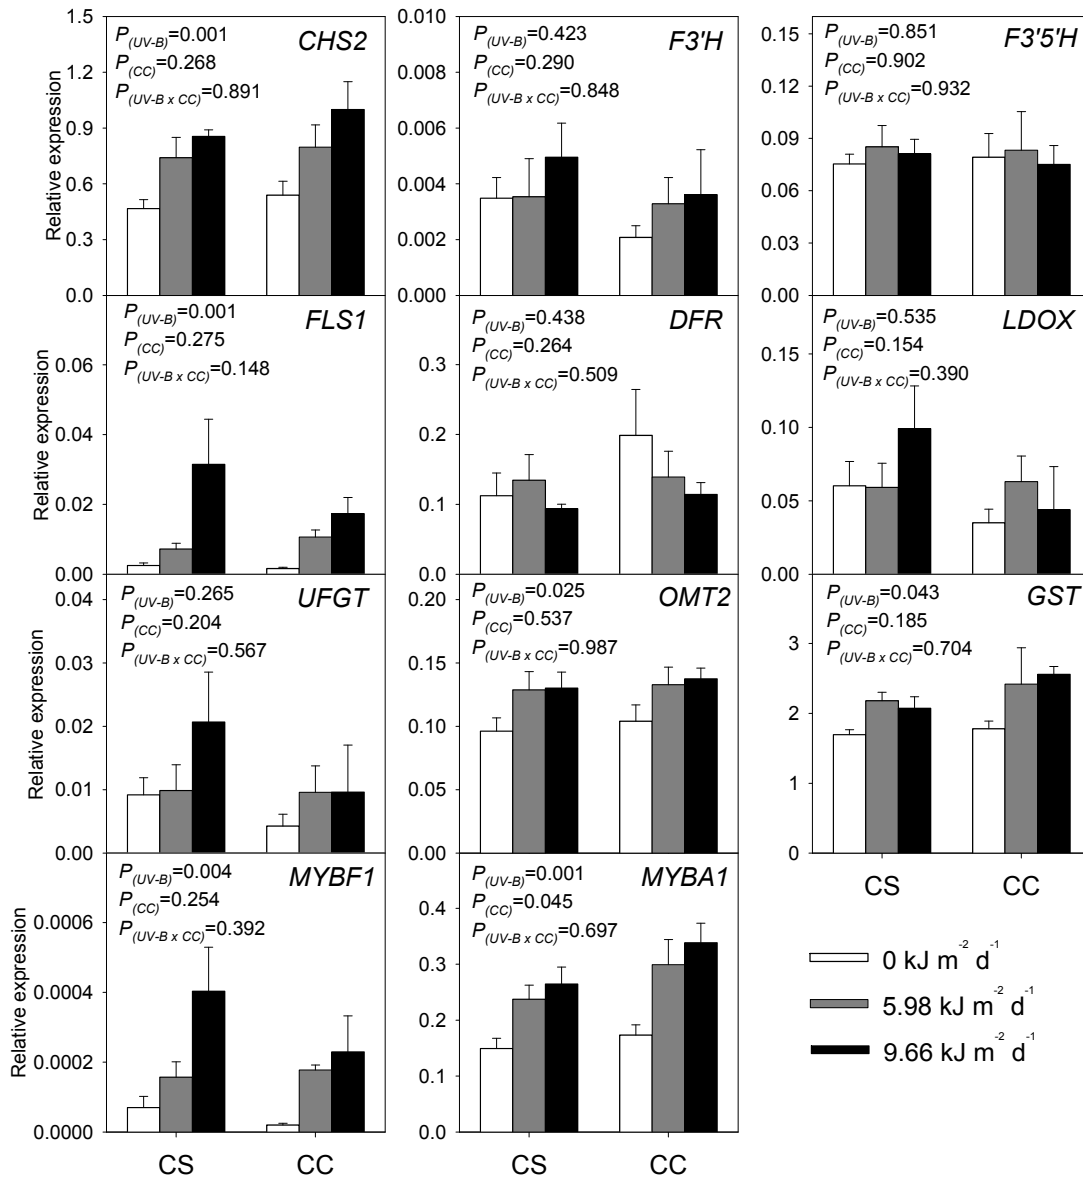 CHS2
P(UV-B)=0.001
P(CC)=0.268
P(UV-B x CC)=0.891
Relative expression
1.5
1.2
0.9
0.6
0.3
0.0
F3'H
P(UV-B)=0.423
P(CC)=0.290
P(UV-B x CC)=0.848
0.010
0.008
0.006
0.004
0.002
0.000
F3'5'H
P(UV-B)=0.851
P(CC)=0.902
P(UV-B x CC)=0.932
0.15
0.12
0.09
0.06
0.03
0.00
FLS1
P(UV-B)=0.001
P(CC)=0.275
P(UV-B x CC)=0.148
Relative expression
0.06
0.04
0.02
0.00
DFR
P(UV-B)=0.438
P(CC)=0.264
P(UV-B x CC)=0.509
0.3
0.2
0.1
0.0
LDOX
P(UV-B)=0.535
P(CC)=0.154
P(UV-B x CC)=0.390
0.15
0.10
0.05
0.00
UFGT
P(UV-B)=0.265
P(CC)=0.204
P(UV-B x CC)=0.567
Relative expression
0.04
0.03
0.02
0.01
0.00
OMT2
P(UV-B)=0.025
P(CC)=0.537
P(UV-B x CC)=0.987
0.20
0.15
0.10
0.05
0.00
GST
P(UV-B)=0.043
P(CC)=0.185
P(UV-B x CC)=0.704
3
2
1
0
CS
CC
MYBF1
P(UV-B)=0.004
P(CC)=0.254
P(UV-B x CC)=0.392
Relative expression
0.0006
0.0004
0.0002
0.0000
CS
CC
MYBA1
P(UV-B)=0.001
P(CC)=0.045
P(UV-B x CC)=0.697
0.4
0.3
0.2
0.1
0.0
CS
CC
0 kJ m⁻² d⁻¹
5.98 kJ m⁻² d⁻¹
9.66 kJ m⁻² d⁻¹